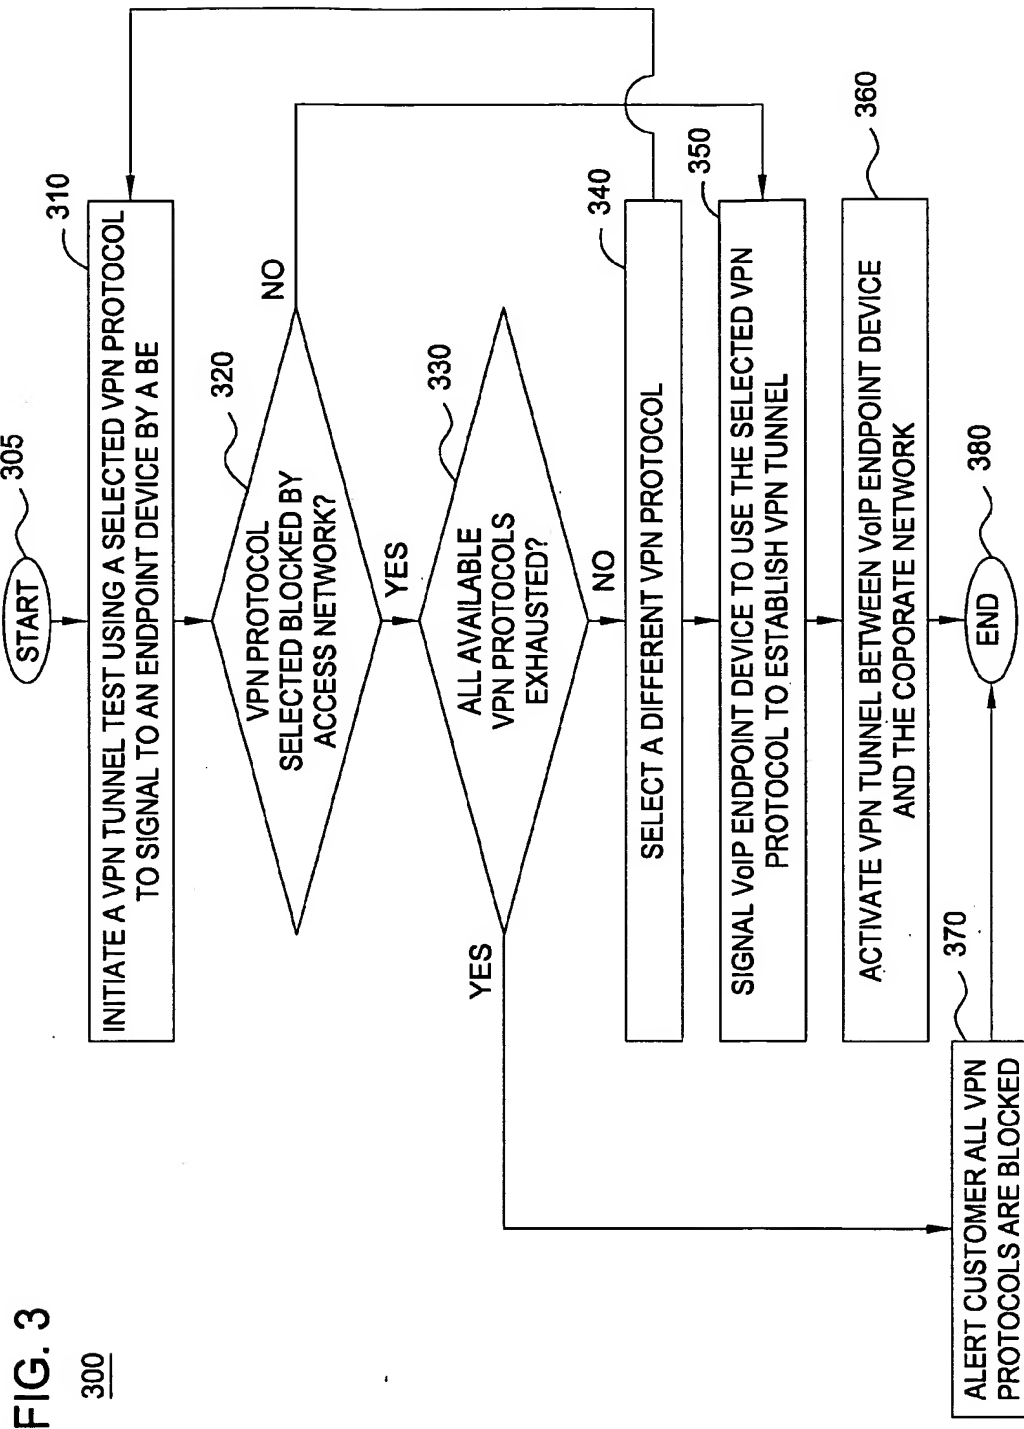 FIG. 3
300
START
305
INITIATE A VPN TUNNEL TEST USING A SELECTED VPN PROTOCOL
TO SIGNAL TO AN ENDPOINT DEVICE BY A BE
310
VPN PROTOCOL
SELECTED BLOCKED BY
ACCESS NETWORK?
320
NO
YES
ALL AVAILABLE
VPN PROTOCOLS
EXHAUSTED?
330
YES
NO
SELECT A DIFFERENT VPN PROTOCOL
340
SIGNAL VoIP ENDPOINT DEVICE TO USE THE SELECTED VPN
PROTOCOL TO ESTABLISH VPN TUNNEL
350
ACTIVATE VPN TUNNEL BETWEEN VoIP ENDPOINT DEVICE
AND THE COPORATE NETWORK
360
ALERT CUSTOMER ALL VPN
PROTOCOLS ARE BLOCKED
370
END
380